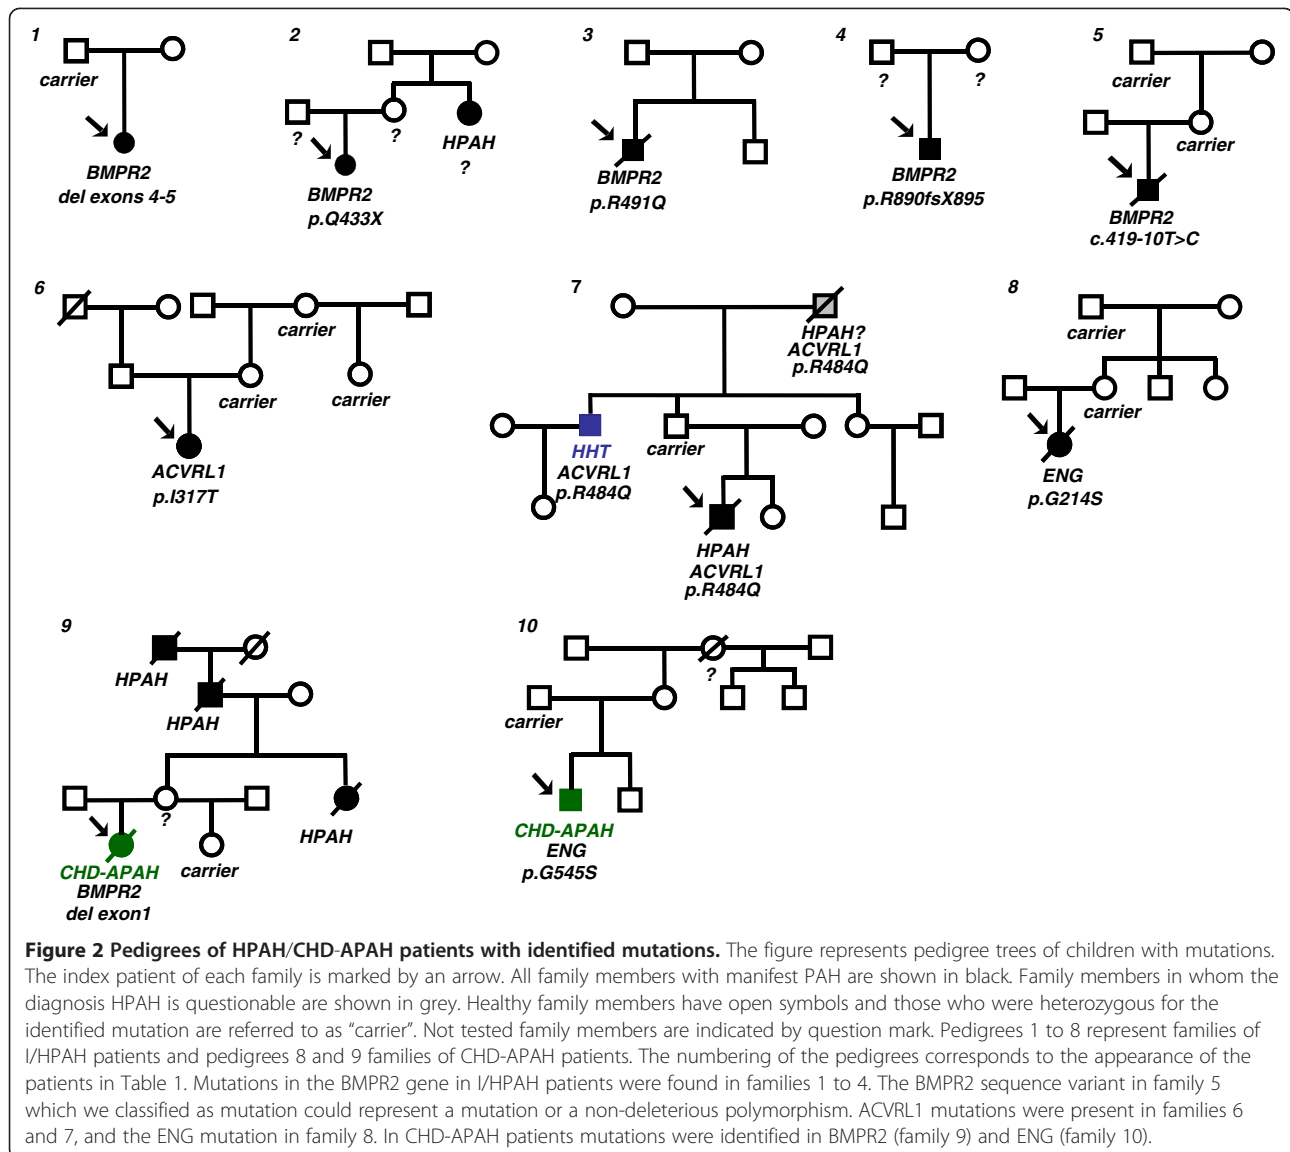 1
carrier
BMPR2
del exons 4-5
2
?
?
HPAH
?
BMPR2
p.Q433X
3
BMPR2
p.R491Q
4
?
?
BMPR2
p.R890fsX895
5
carrier
carrier
BMPR2
c.419-10T>C
6
carrier
carrier
carrier
ACVRL1
p.I317T
7
HPAH?
ACVRL1
p.R484Q
HHT
ACVRL1
p.R484Q
carrier
HPAH
ACVRL1
p.R484Q
8
carrier
carrier
ENG
p.G214S
9
HPAH
HPAH
?
HPAH
CHD-APAH
BMPR2
del exon1
carrier
10
?
carrier
CHD-APAH
ENG
p.G545S
Figure 2 Pedigrees of HPAH/CHD-APAH patients with identified mutations. The figure represents pedigree trees of children with mutations.
The index patient of each family is marked by an arrow. All family members with manifest PAH are shown in black. Family members in whom the
diagnosis HPAH is questionable are shown in grey. Healthy family members have open symbols and those who were heterozygous for the
identified mutation are referred to as “carrier”. Not tested family members are indicated by question mark. Pedigrees 1 to 8 represent families of
I/HPAH patients and pedigrees 8 and 9 families of CHD-APAH patients. The numbering of the pedigrees corresponds to the appearance of the
patients in Table 1. Mutations in the BMPR2 gene in I/HPAH patients were found in families 1 to 4. The BMPR2 sequence variant in family 5
which we classified as mutation could represent a mutation or a non-deleterious polymorphism. ACVRL1 mutations were present in families 6
and 7, and the ENG mutation in family 8. In CHD-APAH patients mutations were identified in BMPR2 (family 9) and ENG (family 10).